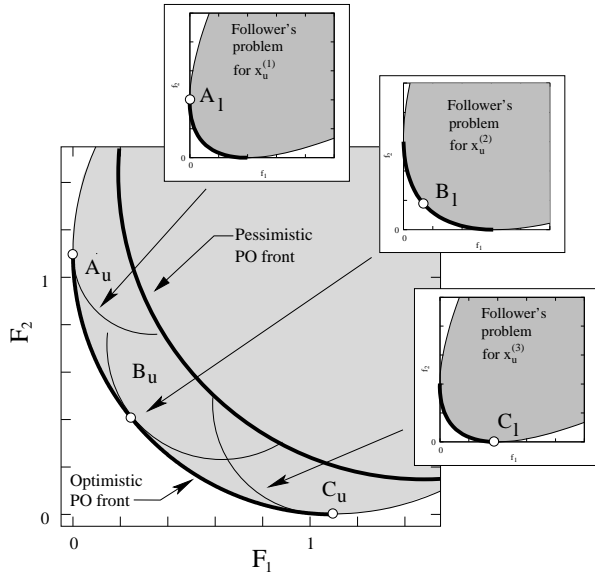 Follower's
problem
for x_u^(1)
A_l
f_2
0
0
f_1
Follower's
problem
for x_u^(2)
B_l
f_2
0
0
f_1
Follower's
problem
for x_u^(3)
C_l
f_2
0
0
f_1
Pessimistic
PO front
A_u
B_u
C_u
Optimistic
PO front
1
0
F_2
0
1
F_1